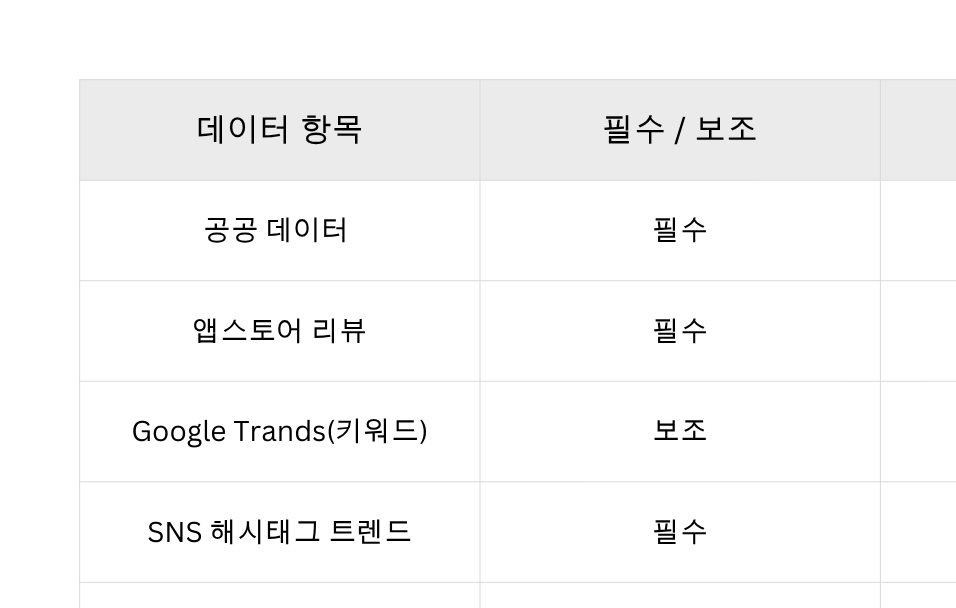 데이터 항목 필수 / 보조
공공 데이터 필수
앱스토어 리뷰 필수
Google Trands(키워드) 보조
SNS 해시태그 트렌드 필수